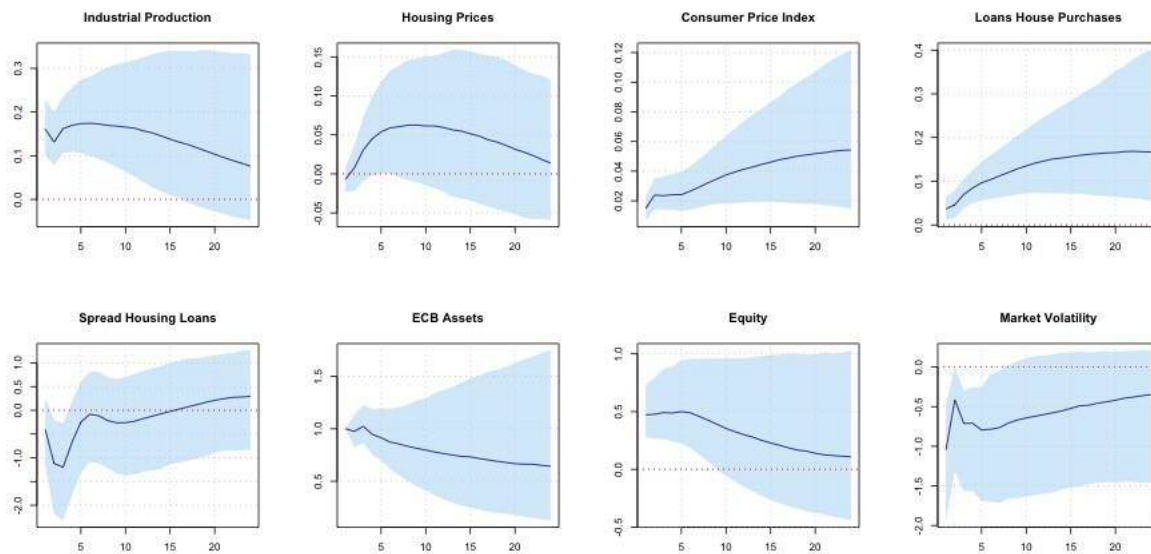 Industrial Production
0.3
0.2
0.1
0.0
5 10 15 20
Housing Prices
0.15
0.10
0.05
0.00
-0.05
5 10 15 20
Consumer Price Index
0.12
0.10
0.08
0.06
0.04
0.02
5 10 15 20
Loans House Purchases
0.4
0.3
0.2
0.1
0.0
5 10 15 20
Spread Housing Loans
1.0
0.5
0.0
-1.0
-2.0
5 10 15 20
ECB Assets
1.5
1.0
0.5
5 10 15 20
Equity
1.0
0.5
0.0
-0.5
5 10 15 20
Market Volatility
0.0
-0.5
-1.0
-1.5
-2.0
5 10 15 20